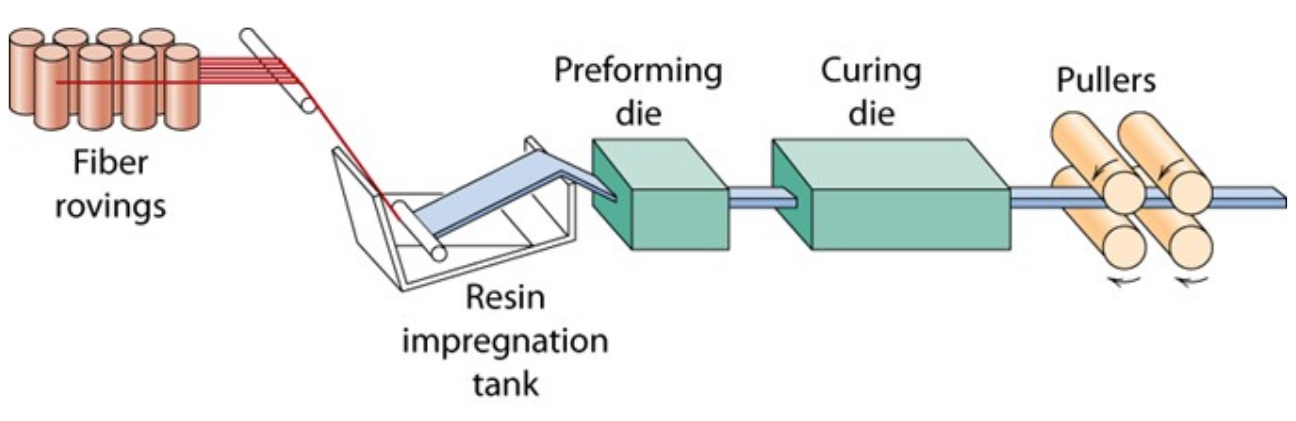 Fiber
rovings
Resin
impregnation
tank
Preforming
die
Curing
die
Pullers